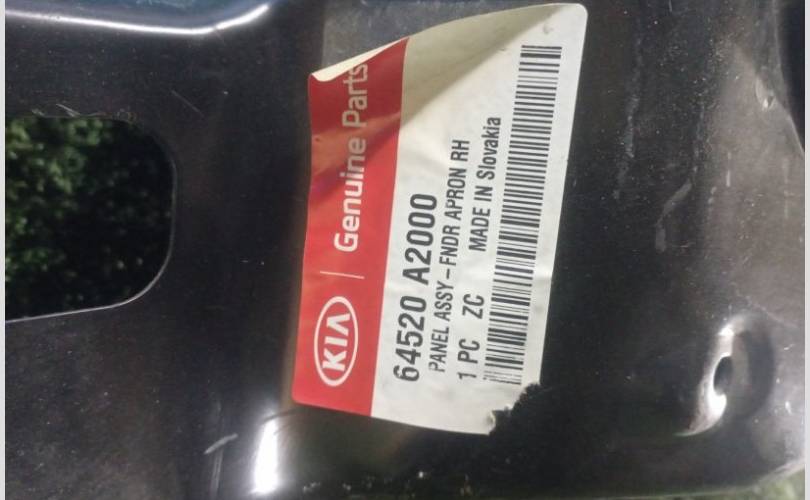 KIA | Genuine Parts
64520 A2000
PANEL ASSY-FNDR APRON RH
1 PC ZC MADE IN Slovakia